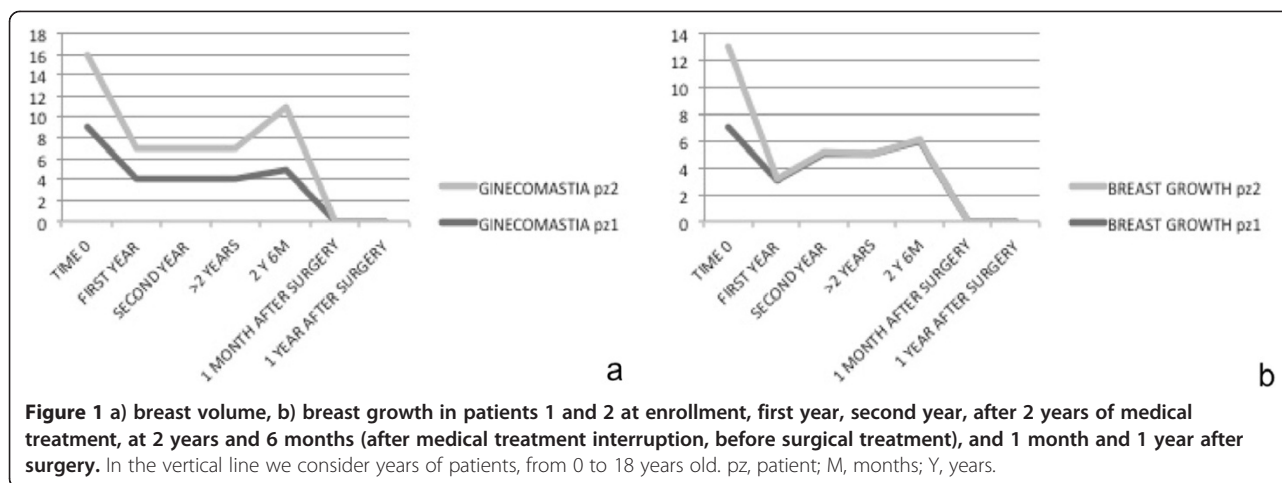 18
16
14
12
10
8
6
4
2
0
TIME 0
FIRST YEAR
SECOND YEAR
>2 YEARS
2 Y 6M
1 MONTH AFTER SURGERY
1 YEAR AFTER SURGERY
GINECOMASTIA pz2
GINECOMASTIA pz1
a
14
12
10
8
6
4
2
0
TIME 0
FIRST YEAR
SECOND YEAR
>2 YEARS
2 Y 6M
1 MONTH AFTER SURGERY
1 YEAR AFTER SURGERY
BREAST GROWTH pz2
BREAST GROWTH pz1
b
Figure 1 a) breast volume, b) breast growth in patients 1 and 2 at enrollment, first year, second year, after 2 years of medical
treatment, at 2 years and 6 months (after medical treatment interruption, before surgical treatment), and 1 month and 1 year after
surgery. In the vertical line we consider years of patients, from 0 to 18 years old. pz, patient; M, months; Y, years.